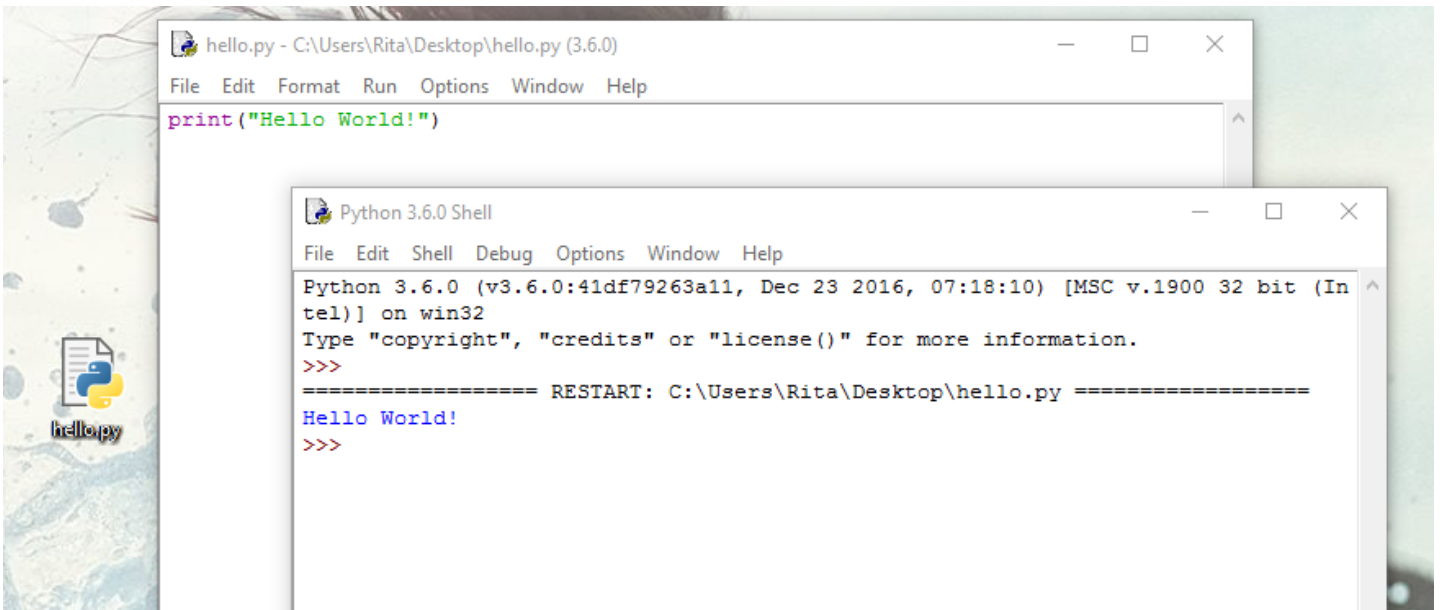 hello.py - C:\Users\Rita\Desktop\hello.py (3.6.0)
File Edit Format Run Options Window Help
print("Hello World!")
Python 3.6.0 Shell
File Edit Shell Debug Options Window Help
Python 3.6.0 (v3.6.0:41df79263a11, Dec 23 2016, 07:18:10) [MSC v.1900 32 bit (In
tel)] on win32
Type "copyright", "credits" or "license()" for more information.
>>>
================== RESTART: C:\Users\Rita\Desktop\hello.py ==================
Hello World!
>>>
hello.py